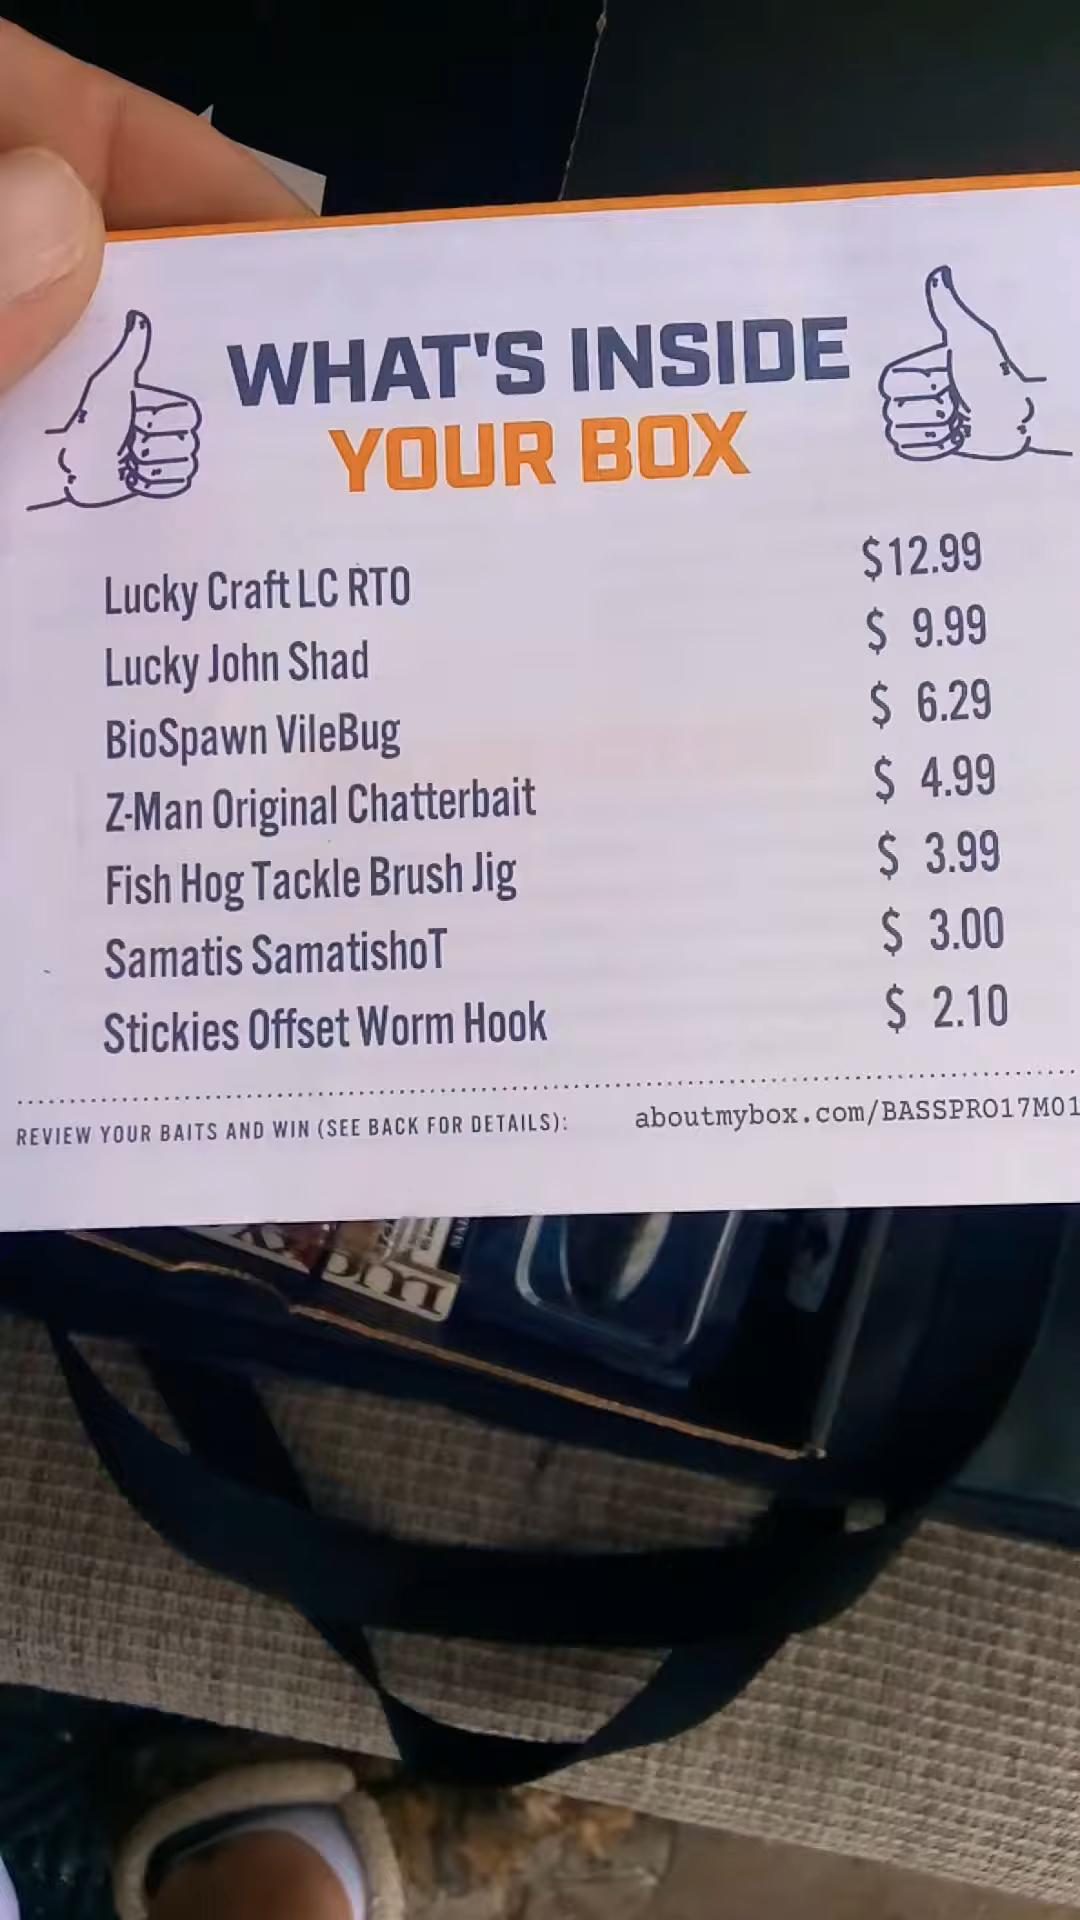 WHAT'S INSIDE
YOUR BOX
Lucky Craft LC RTO $12.99
Lucky John Shad $ 9.99
BioSpawn VileBug $ 6.29
Z-Man Original Chatterbait $ 4.99
Fish Hog Tackle Brush Jig $ 3.99
Samatis SamatishoT $ 3.00
Stickies Offset Worm Hook $ 2.10
REVIEW YOUR BAITS AND WIN (SEE BACK FOR DETAILS): aboutmybox.com/BASSPRO17M01